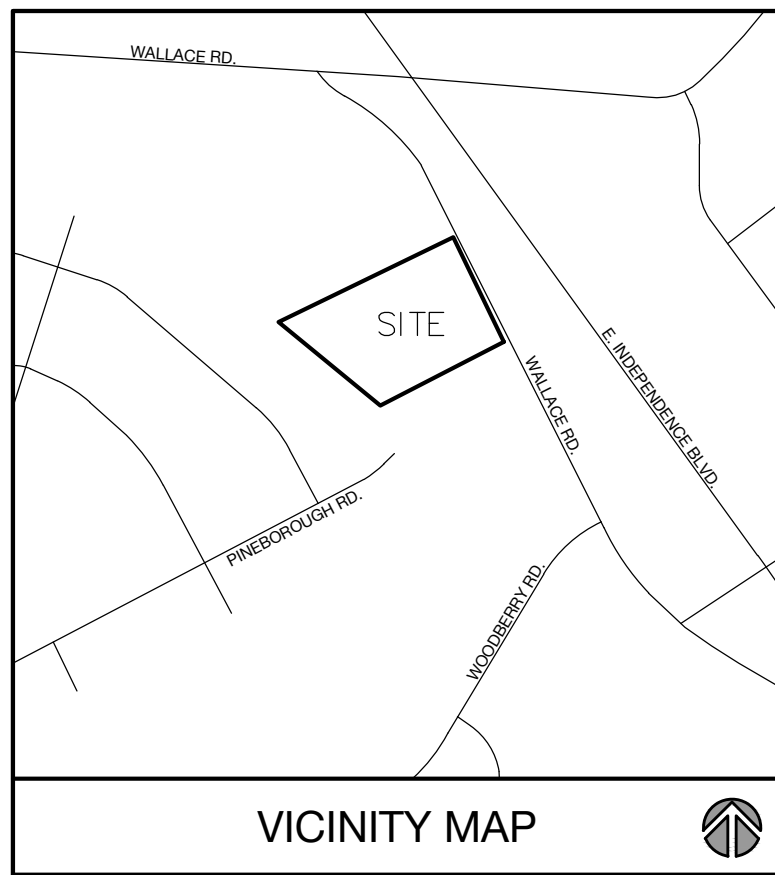 WALLACE RD.
SITE
E. INDEPENDENCE BLVD.
WALLACE RD.
PINEBOROUGH RD.
WOODBERRY RD.
VICINITY MAP